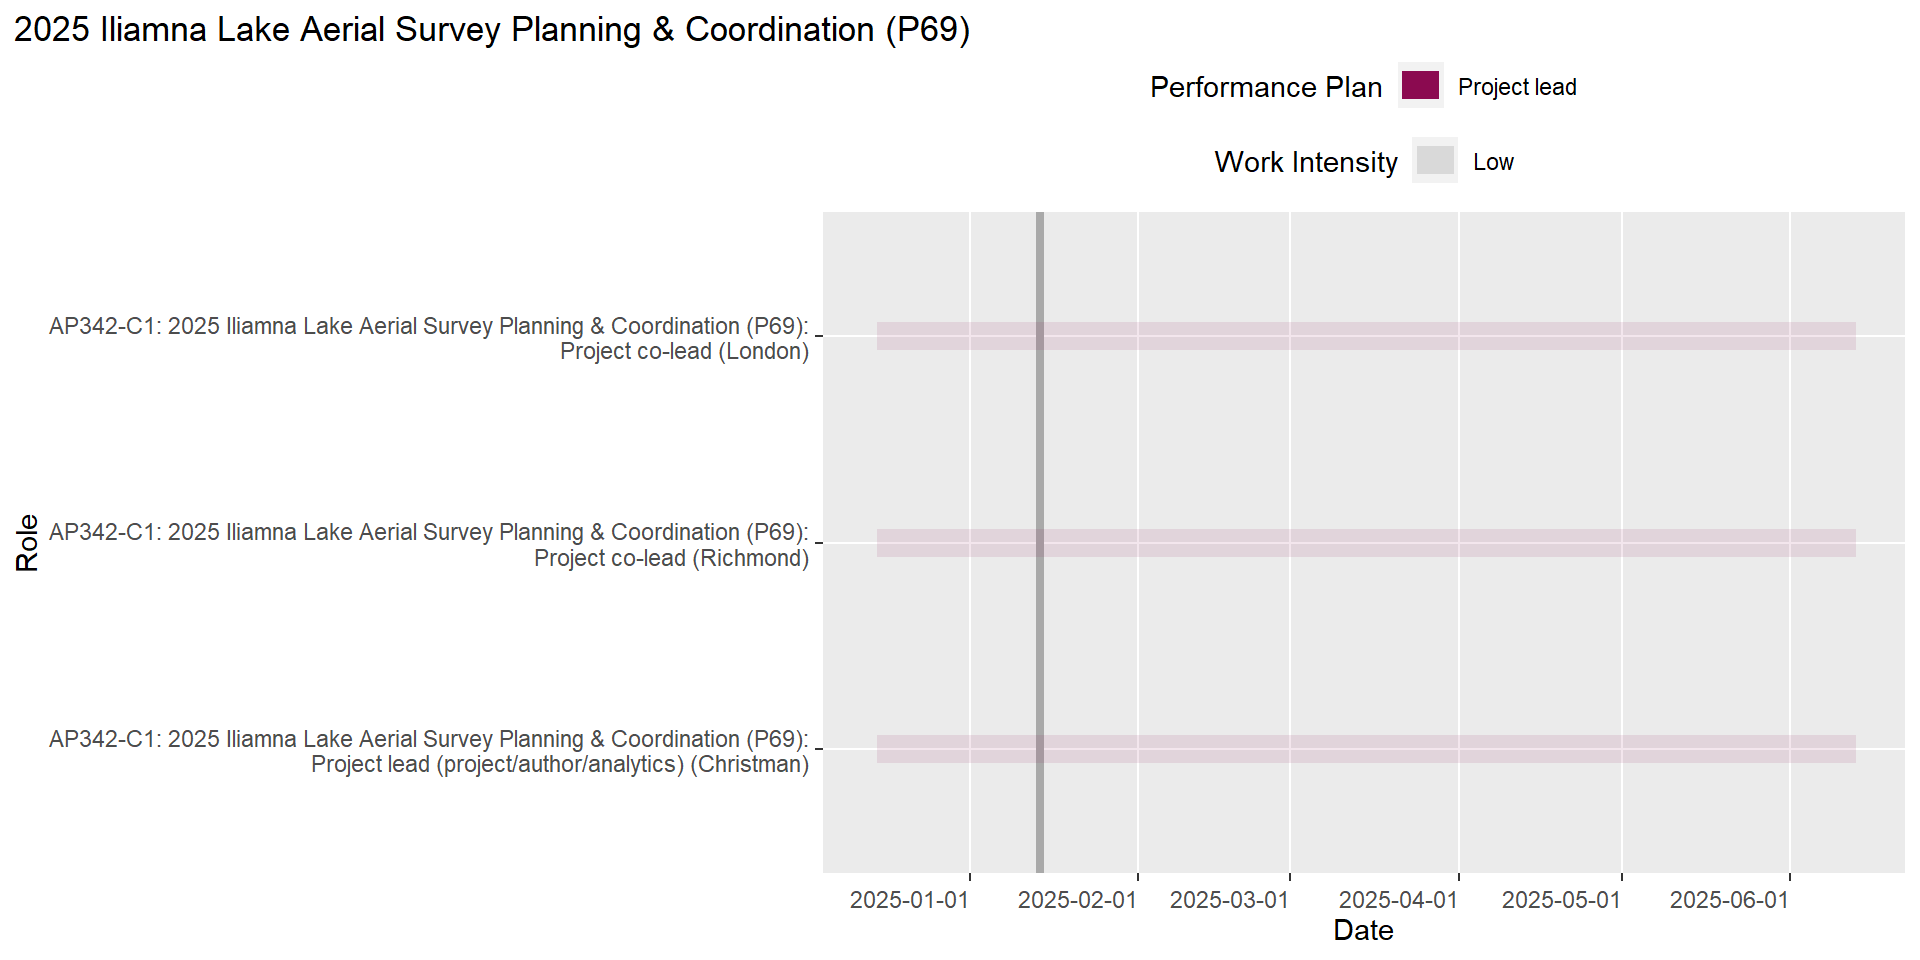 2025 Iliamna Lake Aerial Survey Planning & Coordination (P69)
Performance Plan
Project lead
Work Intensity
Low
AP342-C1: 2025 Iliamna Lake Aerial Survey Planning & Coordination (P69):
Project co-lead (London)
AP342-C1: 2025 Iliamna Lake Aerial Survey Planning & Coordination (P69):
Project co-lead (Richmond)
AP342-C1: 2025 Iliamna Lake Aerial Survey Planning & Coordination (P69):
Project lead (project/author/analytics) (Christman)
Role
2025-01-01
2025-02-01
2025-03-01
2025-04-01
2025-05-01
2025-06-01
Date